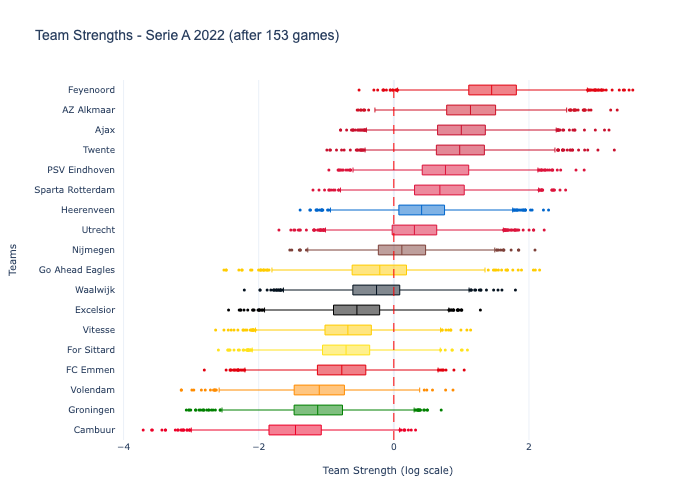 Team Strengths - Serie A 2022 (after 153 games)
Feyenoord
AZ Alkmaar
Ajax
Twente
PSV Eindhoven
Sparta Rotterdam
Heerenveen
Utrecht
Nijmegen
Go Ahead Eagles
Waalwijk
Excelsior
Vitesse
For Sittard
FC Emmen
Volendam
Groningen
Cambuur
Teams
−4 −2 0 2
Team Strength (log scale)